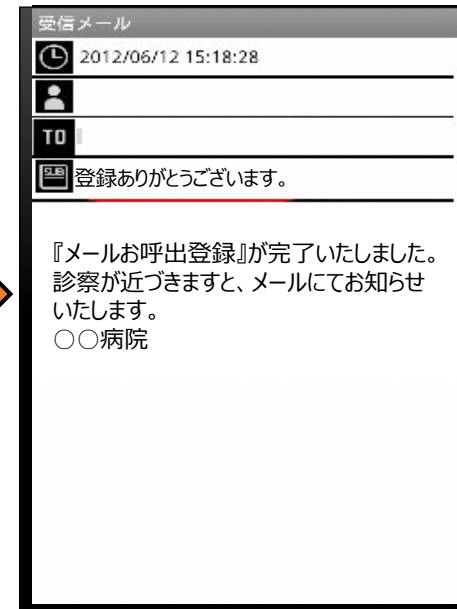 受信メール
2012/06/12 15:18:28
TO
SUB 登録ありがとうございます。
『メールお呼出登録』が完了いたしました。
診察が近づきますと、メールにてお知らせ
いたします。
○○病院